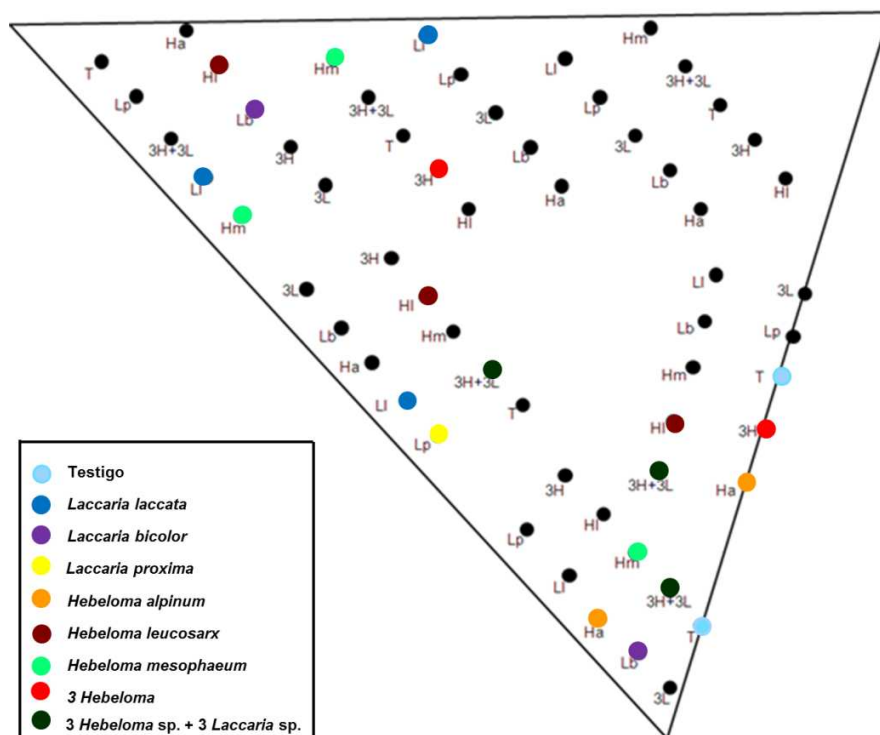 Ha
Ll
Hm
T
Hl
Hm
Lp
Ll
3H+3L
Lp
Lb
3H+3L
3L
Lp
T
3H+3L
3H
T
Lb
3L
3H
Ll
3L
3H
Ha
Lb
Hl
Hm
Hl
Ha
3H
Ll
3L
3L
Hl
Lb
Hm
Lb
Lp
Ha
3H+3L
Hm
T
Ll
T
Lp
Hl
3H
3H
3H+3L
Ha
Lp
Hl
Ll
Hm
3H+3L
Ha
T
Lb
3L
Testigo
Laccaria laccata
Laccaria bicolor
Laccaria proxima
Hebeloma alpinum
Hebeloma leucosarx
Hebeloma mesophaeum
3 Hebeloma
3 Hebeloma sp. + 3 Laccaria sp.